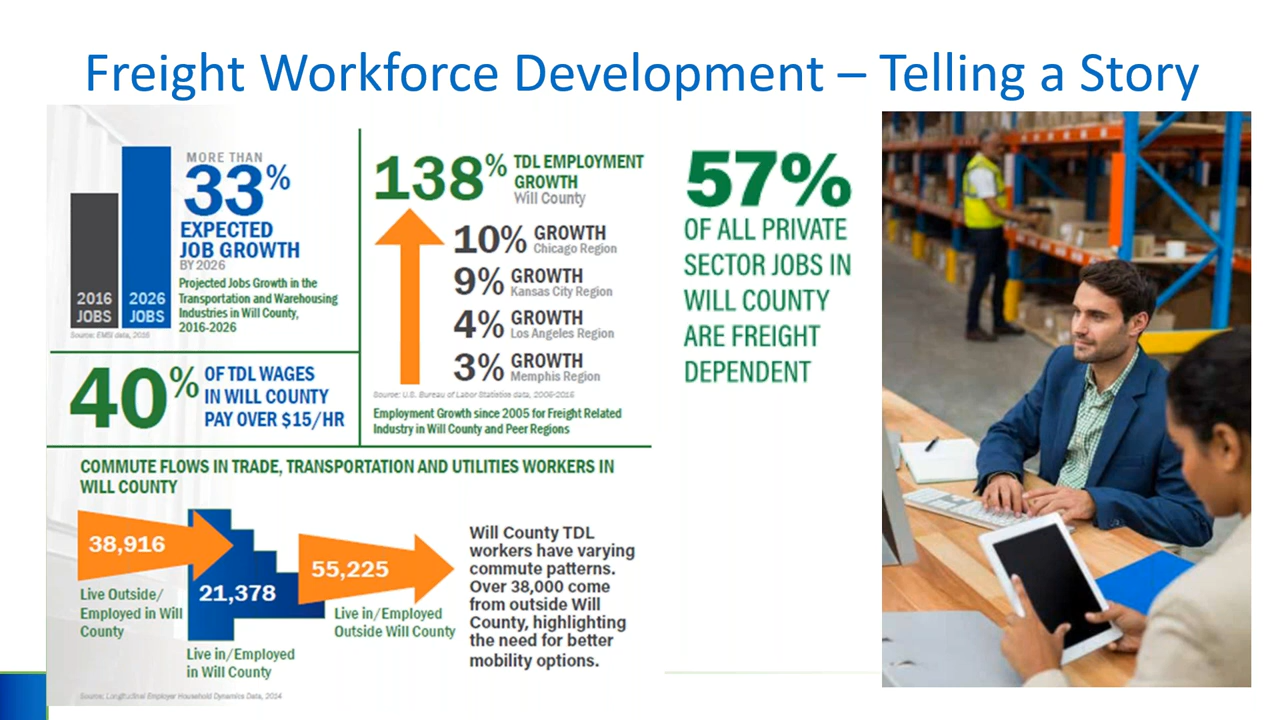 Freight Workforce Development – Telling a Story
MORE THAN
33%
EXPECTED
JOB GROWTH
BY 2026
Projected Jobs Growth in the
Transportation and Warehousing
Industries in Will County,
2016-2026
2016
JOBS
2026
JOBS
Source: EMSI data, 2016
40%
OF TDL WAGES
IN WILL COUNTY
PAY OVER $15/HR
138%
TDL EMPLOYMENT
GROWTH
Will County
10% GROWTH
Chicago Region
9% GROWTH
Kansas City Region
4% GROWTH
Los Angeles Region
3% GROWTH
Memphis Region
Source: U.S. Bureau of Labor Statistics data, 2006-2016
Employment Growth since 2005 for Freight Related
Industry in Will County and Peer Regions
57%
OF ALL PRIVATE
SECTOR JOBS IN
WILL COUNTY
ARE FREIGHT
DEPENDENT
COMMUTE FLOWS IN TRADE, TRANSPORTATION AND UTILITIES WORKERS IN
WILL COUNTY
38,916
Live Outside/
Employed in Will
County
21,378
Live in/Employed
in Will County
55,225
Live in/Employed
Outside Will County
Will County TDL
workers have varying
commute patterns.
Over 38,000 come
from outside Will
County, highlighting
the need for better
mobility options.
Source: Longitudinal Employer Household Dynamics Data, 2014